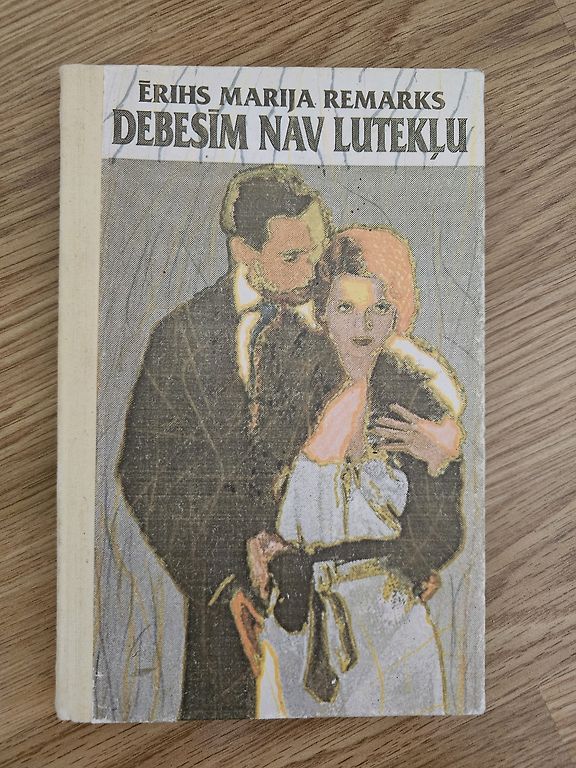 ĒRIHS MARIJA REMARKS
DEBESĪM NAV LUTEKĻU